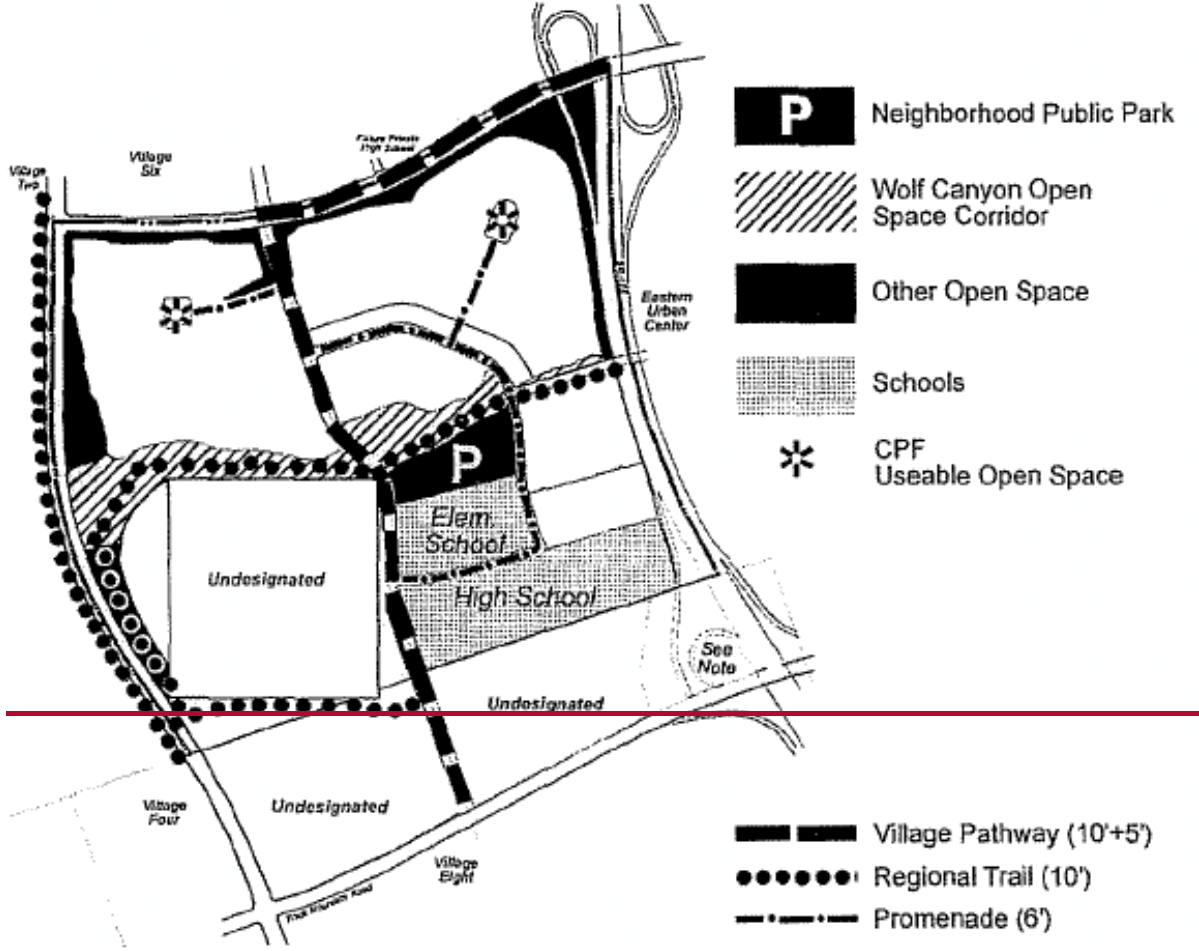 Village
Six
Future Private
High School
Village
Two
P
Neighborhood Public Park
Wolf Canyon Open
Space Corridor
Other Open Space
Eastern
Urban
Center
Schools
CPF
Useable Open Space
P
Elem.
School
Undesignated
High School
See
Note
Undesignated
Village
Four
Undesignated
Village
Eight
Village Pathway (10'+5')
Regional Trail (10')
Promenade (6')